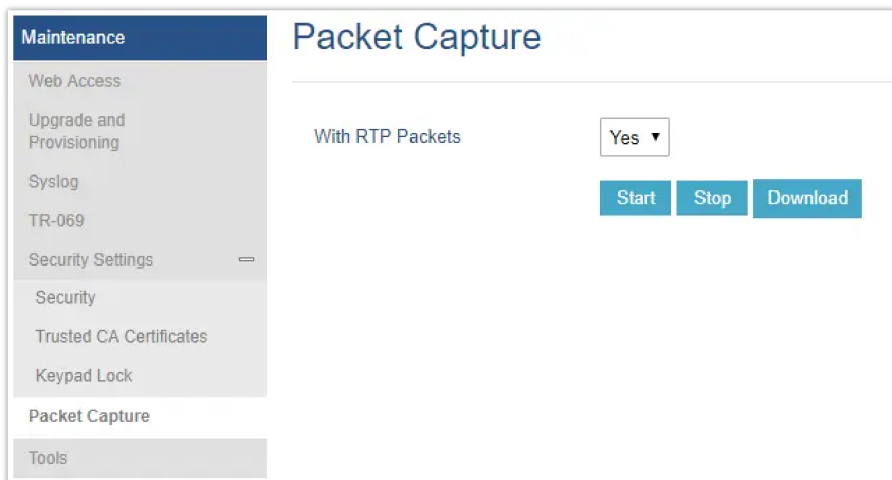 Maintenance
Web Access
Upgrade and
Provisioning
Syslog
TR-069
Security Settings
Security
Trusted CA Certificates
Keypad Lock
Packet Capture
Tools
Packet Capture
With RTP Packets
Yes
Start Stop Download